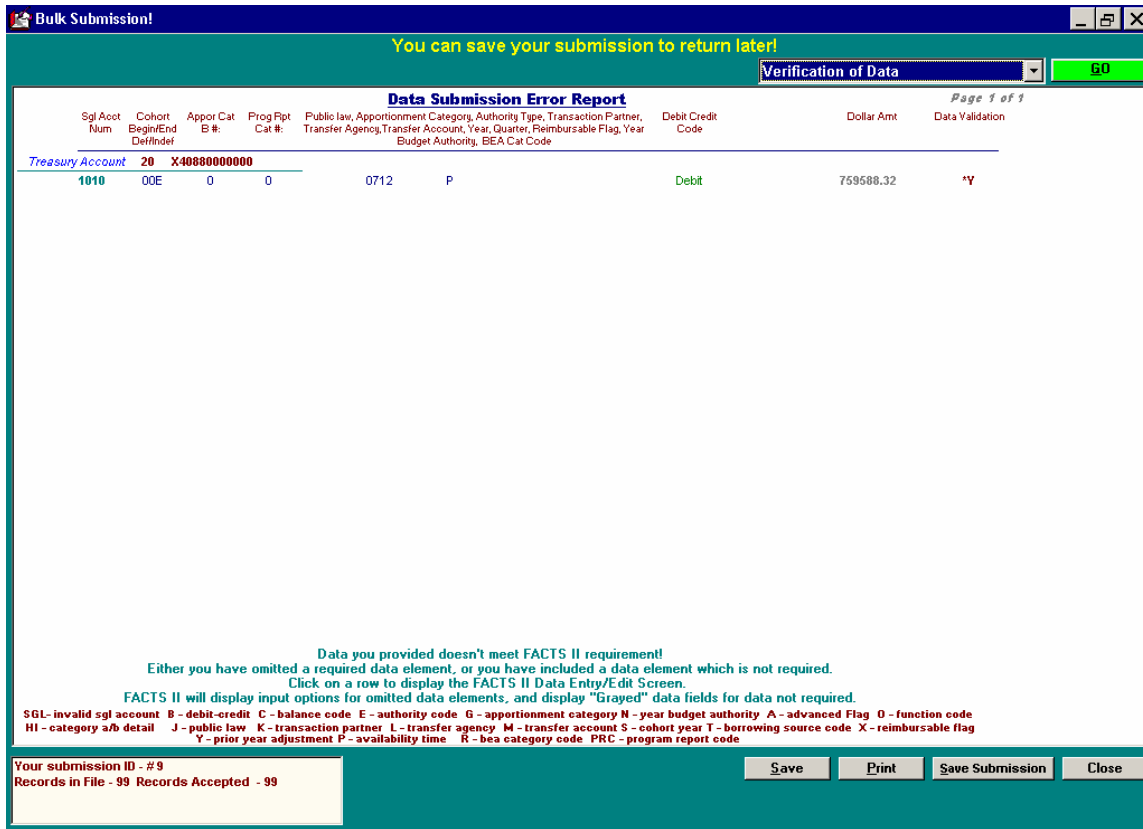 Bulk Submission!
You can save your submission to return later!
Verification of Data
GO
Data Submission Error Report
Page 1 of 1
Sgl Acct Num
Cohort Begin/End Def/Indef
Appor Cat B #:
Prog Rpt Cat #:
Public law, Apportionment Category, Authority Type, Transaction Partner,
Transfer Agency,Transfer Account, Year, Quarter, Reimbursable Flag, Year
Budget Authority, BEA Cat Code
Debit Credit Code
Dollar Amt
Data Validation
Treasury Account 20 X40880000000
1010 00E 0 0 0712 P Debit 759588.32 *Y
Data you provided doesn't meet FACTS II requirement!
Either you have omitted a required data element, or you have included a data element which is not required.
Click on a row to display the FACTS II Data Entry/Edit Screen.
FACTS II will display input options for omitted data elements, and display "Grayed" data fields for data not required.
SGL- invalid sgl account B - debit-credit C - balance code E - authority code G - apportionment category N - year budget authority A - advanced Flag O - function code
HI - category a/b detail J - public law K - transaction partner L - transfer agency M - transfer account S - cohort year T - borrowing source code X - reimbursable flag
Y - prior year adjustment P - availability time R - bea category code PRC - program report code
Your submission ID - # 9
Records in File - 99 Records Accepted - 99
Save
Print
Save Submission
Close